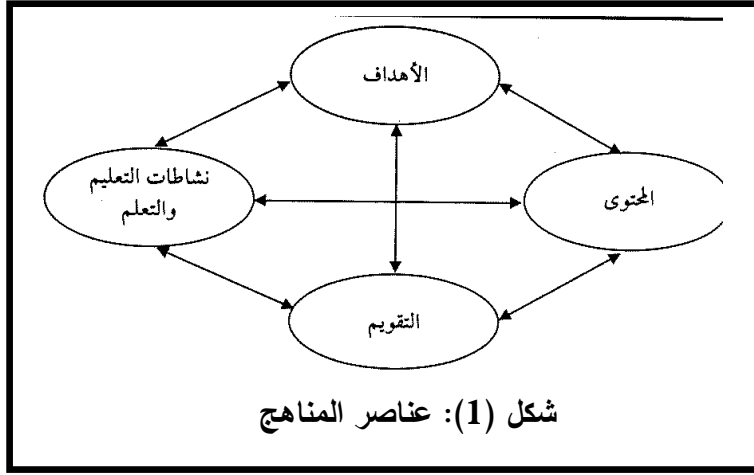 الأهداف
المحتوى
نشاطات التعليم
والتعلم
التقويم
شكل (1): عناصر المناهج